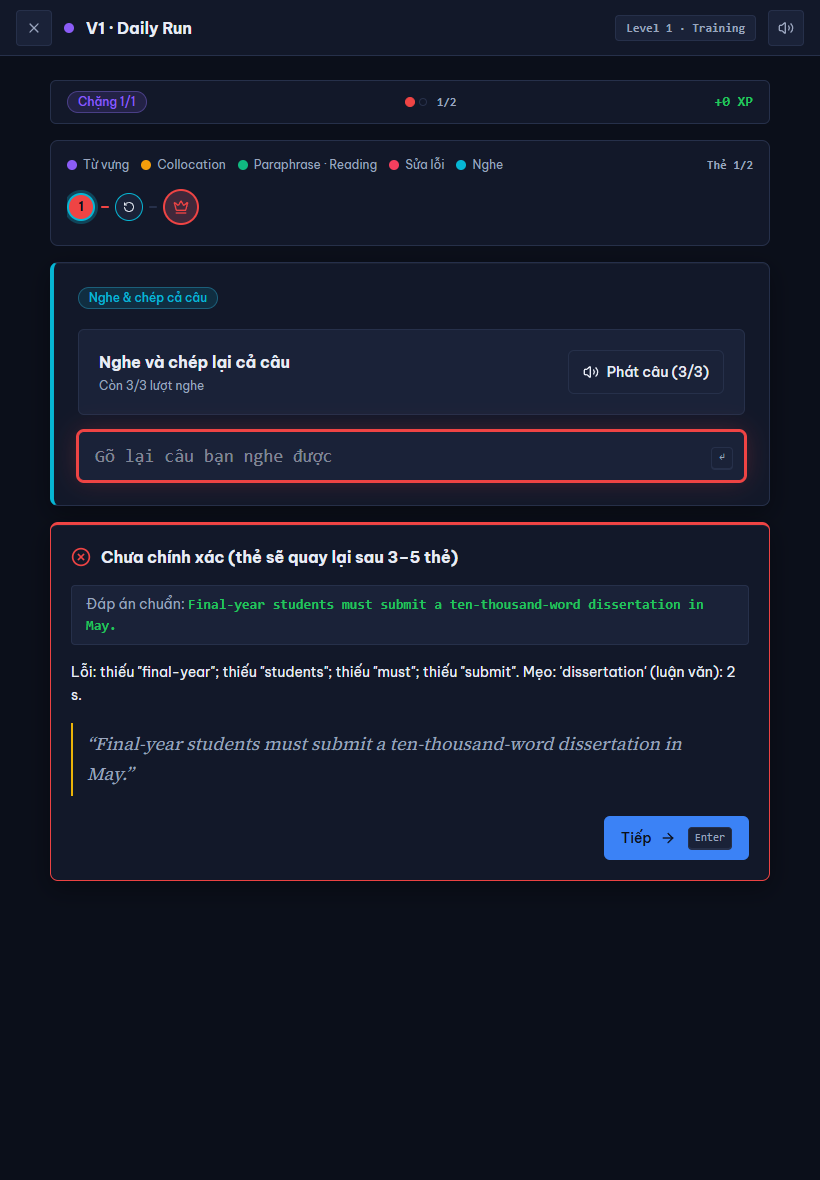 V1 · Daily Run
Level 1 · Training
Chặng 1/1
1/2
+0 XP
Từ vựng
Collocation
Paraphrase · Reading
Sửa lỗi
Nghe
Thẻ 1/2
1
Nghe & chép cả câu
Nghe và chép lại cả câu
Còn 3/3 lượt nghe
Phát câu (3/3)
Gõ lại câu bạn nghe được
↵
Chưa chính xác (thẻ sẽ quay lại sau 3–5 thẻ)
Đáp án chuẩn: Final-year students must submit a ten-thousand-word dissertation in
May.
Lỗi: thiếu "final-year"; thiếu "students"; thiếu "must"; thiếu "submit". Mẹo: 'dissertation' (luận văn): 2
s.
“Final-year students must submit a ten-thousand-word dissertation in
May.”
Tiếp → Enter